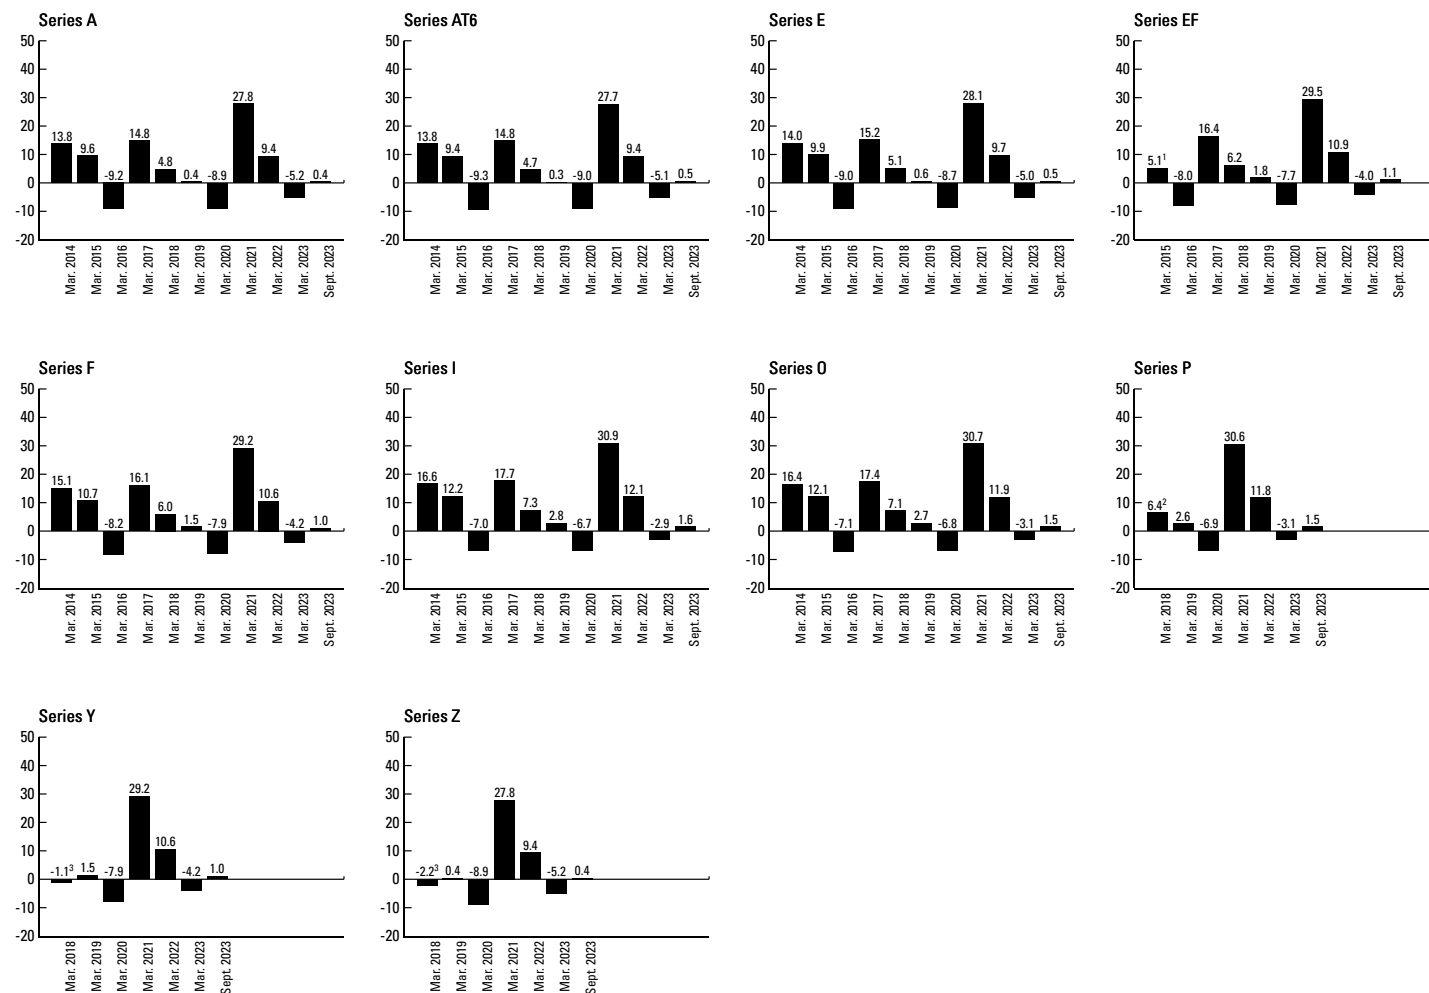 Series A
50
40
30
20
10
0
-10
-20
13.8
9.6
-9.2
14.8
4.8
0.4
-8.9
27.8
9.4
-5.2
0.4
Mar. 2014
Mar. 2015
Mar. 2016
Mar. 2017
Mar. 2018
Mar. 2019
Mar. 2020
Mar. 2021
Mar. 2022
Mar. 2023
Sept. 2023
Series AT6
50
40
30
20
10
0
-10
-20
13.8
9.4
-9.3
14.8
4.7
0.3
-9.0
27.7
9.4
-5.1
0.5
Mar. 2014
Mar. 2015
Mar. 2016
Mar. 2017
Mar. 2018
Mar. 2019
Mar. 2020
Mar. 2021
Mar. 2022
Mar. 2023
Sept. 2023
Series E
50
40
30
20
10
0
-10
-20
14.0
9.9
-9.0
15.2
5.1
0.6
-8.7
28.1
9.7
-5.0
0.5
Mar. 2014
Mar. 2015
Mar. 2016
Mar. 2017
Mar. 2018
Mar. 2019
Mar. 2020
Mar. 2021
Mar. 2022
Mar. 2023
Sept. 2023
Series EF
50
40
30
20
10
0
-10
-20
5.1¹
-8.0
16.4
6.2
1.8
-7.7
29.5
10.9
-4.0
1.1
Mar. 2015
Mar. 2016
Mar. 2017
Mar. 2018
Mar. 2019
Mar. 2020
Mar. 2021
Mar. 2022
Mar. 2023
Sept. 2023
Series F
50
40
30
20
10
0
-10
-20
15.1
10.7
-8.2
16.1
6.0
1.5
-7.9
29.2
10.6
-4.2
1.0
Mar. 2014
Mar. 2015
Mar. 2016
Mar. 2017
Mar. 2018
Mar. 2019
Mar. 2020
Mar. 2021
Mar. 2022
Mar. 2023
Sept. 2023
Series I
50
40
30
20
10
0
-10
-20
16.6
12.2
-7.0
17.7
7.3
2.8
-6.7
30.9
12.1
-2.9
1.6
Mar. 2014
Mar. 2015
Mar. 2016
Mar. 2017
Mar. 2018
Mar. 2019
Mar. 2020
Mar. 2021
Mar. 2022
Mar. 2023
Sept. 2023
Series O
50
40
30
20
10
0
-10
-20
16.4
12.1
-7.1
17.4
7.1
2.7
-6.8
30.7
11.9
-3.1
1.5
Mar. 2014
Mar. 2015
Mar. 2016
Mar. 2017
Mar. 2018
Mar. 2019
Mar. 2020
Mar. 2021
Mar. 2022
Mar. 2023
Sept. 2023
Series P
50
40
30
20
10
0
-10
-20
6.4²
2.6
-6.9
30.6
11.8
-3.1
1.5
Mar. 2018
Mar. 2019
Mar. 2020
Mar. 2021
Mar. 2022
Mar. 2023
Sept. 2023
Series Y
50
40
30
20
10
0
-10
-20
-1.1³
1.5
-7.9
29.2
10.6
-4.2
1.0
Mar. 2018
Mar. 2019
Mar. 2020
Mar. 2021
Mar. 2022
Mar. 2023
Sept. 2023
Series Z
50
40
30
20
10
0
-10
-20
-2.2³
0.4
-8.9
27.8
9.4
-5.2
0.4
Mar. 2018
Mar. 2019
Mar. 2020
Mar. 2021
Mar. 2022
Mar. 2023
Sept. 2023